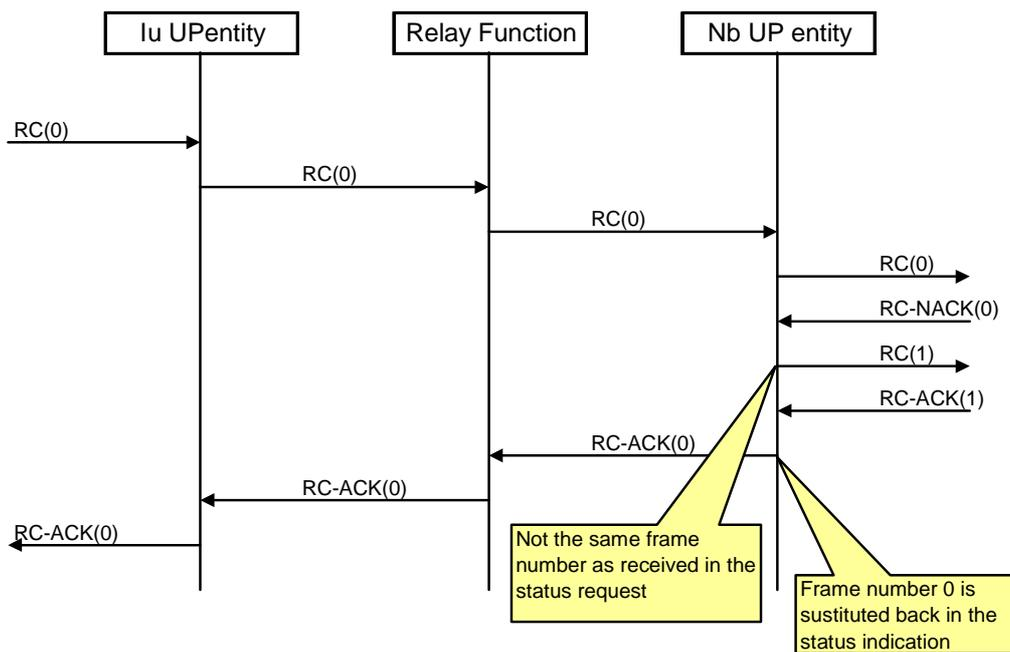 Iu UPentity
Relay Function
Nb UP entity
RC(0)
RC(0)
RC(0)
RC(0)
RC-NACK(0)
RC(1)
RC-ACK(1)
RC-ACK(0)
RC-ACK(0)
RC-ACK(0)
Not the same frame
number as received in the
status request
Frame number 0 is
sustituted back in the
status indication